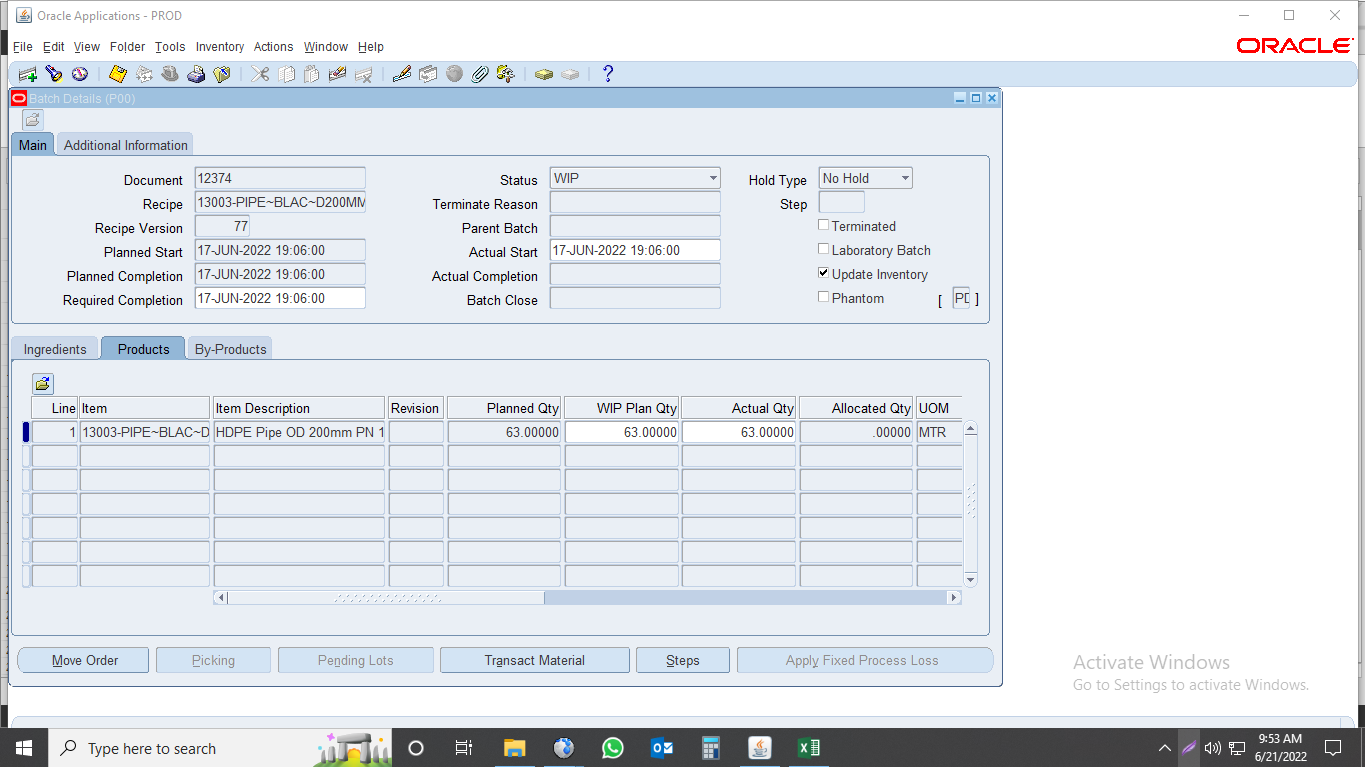 Oracle Applications - PROD
File Edit View Folder Tools Inventory Actions Window Help
ORACLE
Batch Details (P00)
Main Additional Information
Document 12374 Status WIP Hold Type No Hold
Recipe 13003-PIPE~BLAC~D200MM Terminate Reason Step
Recipe Version 77 Parent Batch Terminated
Planned Start 17-JUN-2022 19:06:00 Actual Start 17-JUN-2022 19:06:00 Laboratory Batch
Planned Completion 17-JUN-2022 19:06:00 Actual Completion Update Inventory
Required Completion 17-JUN-2022 19:06:00 Batch Close Phantom [ PD ]
Ingredients Products By-Products
Line Item Item Description Revision Planned Qty WIP Plan Qty Actual Qty Allocated Qty UOM
1 13003-PIPE~BLAC~D HDPE Pipe OD 200mm PN 1 63.00000 63.00000 63.00000 .00000 MTR
Move Order Picking Pending Lots Transact Material Steps Apply Fixed Process Loss
Activate Windows
Go to Settings to activate Windows.
Type here to search
9:53 AM
6/21/2022